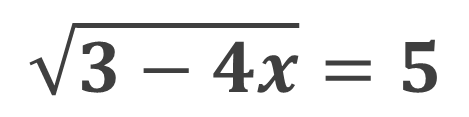 √3 − 4x = 5